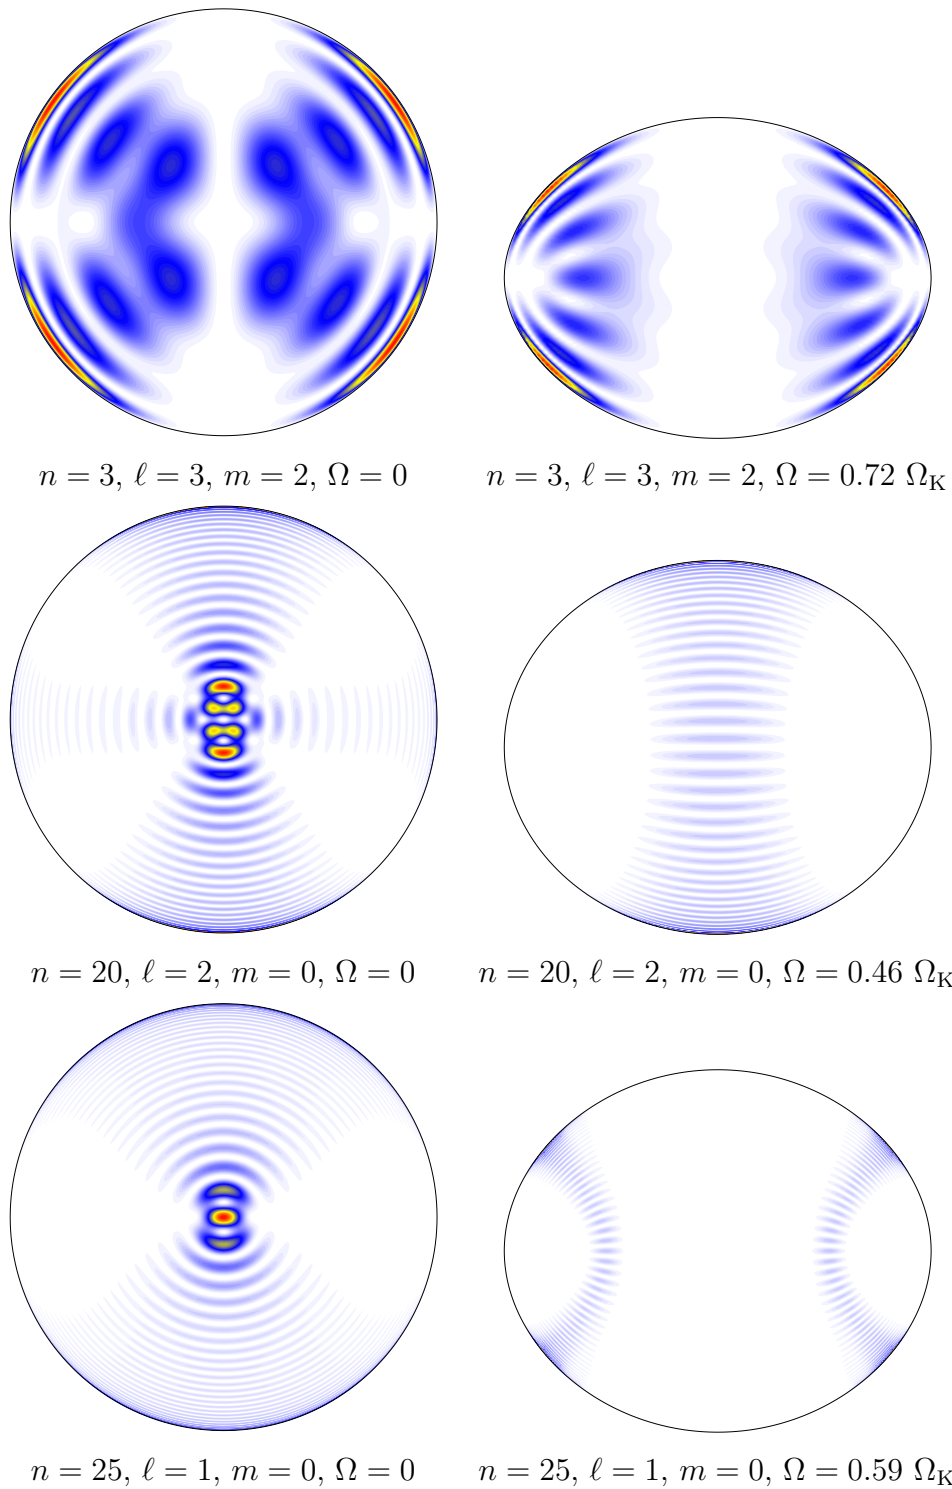 n = 3, ℓ = 3, m = 2, Ω = 0
n = 3, ℓ = 3, m = 2, Ω = 0.72 Ω_K
n = 20, ℓ = 2, m = 0, Ω = 0
n = 20, ℓ = 2, m = 0, Ω = 0.46 Ω_K
n = 25, ℓ = 1, m = 0, Ω = 0
n = 25, ℓ = 1, m = 0, Ω = 0.59 Ω_K